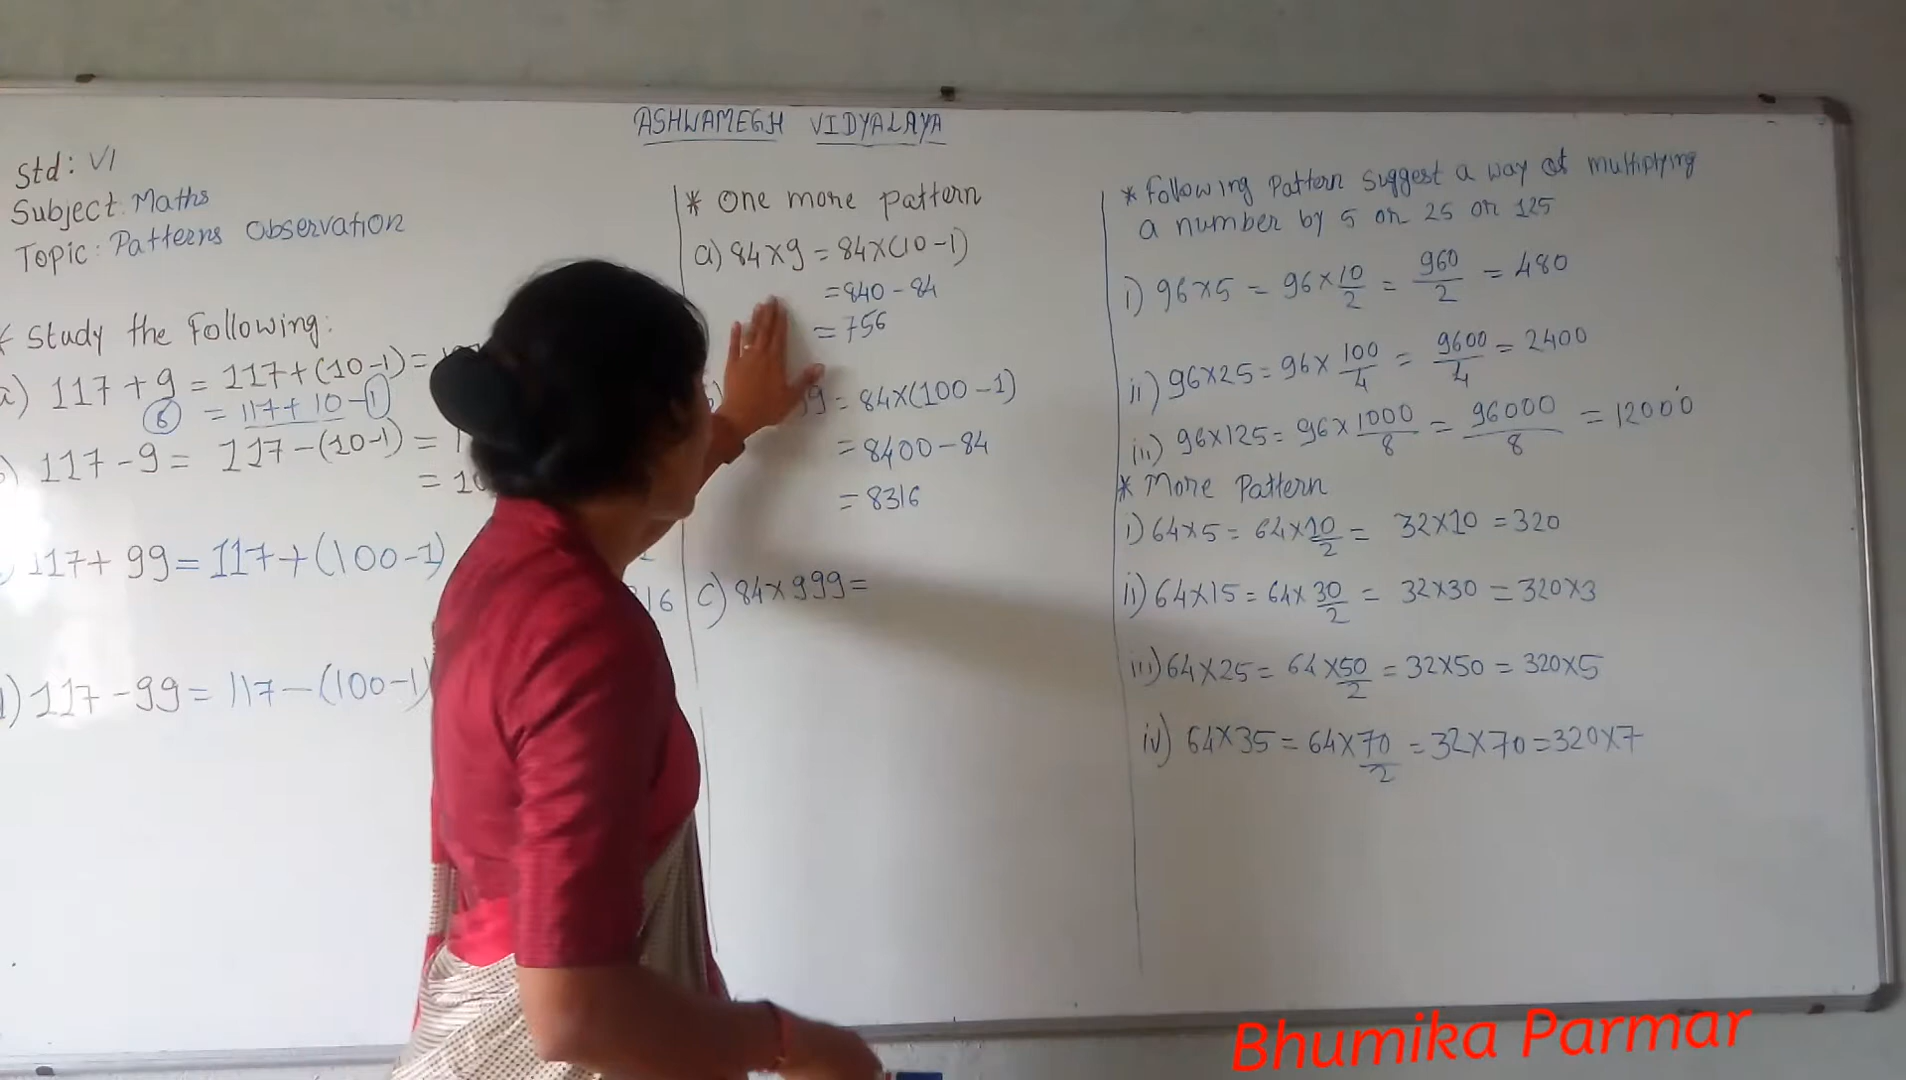 ASHWAMEGH VIDYALAYA
Std: VI
Subject: Maths
Topic: Patterns Observation
* Study the Following:
a) 117 + 9 = 117 + (10 - 1) =
6 = 117 + 10 - 1
117 - 9 = 117 - (10 - 1) =
= 10
117 + 99 = 117 + (100 - 1)
) 117 - 99 = 117 - (100 - 1)
* One more pattern
a) 84 × 9 = 84 × (10 - 1)
= 840 - 84
= 756
= 84 × (100 - 1)
= 8400 - 84
= 8316
c) 84 × 999 =
* Following Pattern suggest a way of multiplying
a number by 5 or 25 or 125
i) 96 × 5 = 96 × 10/2 = 960/2 = 480
ii) 96 × 25 = 96 × 100/4 = 9600/4 = 2400
iii) 96 × 125 = 96 × 1000/8 = 96000/8 = 12000
* More Pattern
i) 64 × 5 = 64 × 10/2 = 32 × 10 = 320
ii) 64 × 15 = 64 × 30/2 = 32 × 30 = 320 × 3
iii) 64 × 25 = 64 × 50/2 = 32 × 50 = 320 × 5
iv) 64 × 35 = 64 × 70/2 = 32 × 70 = 320 × 7
Bhumika Parmar